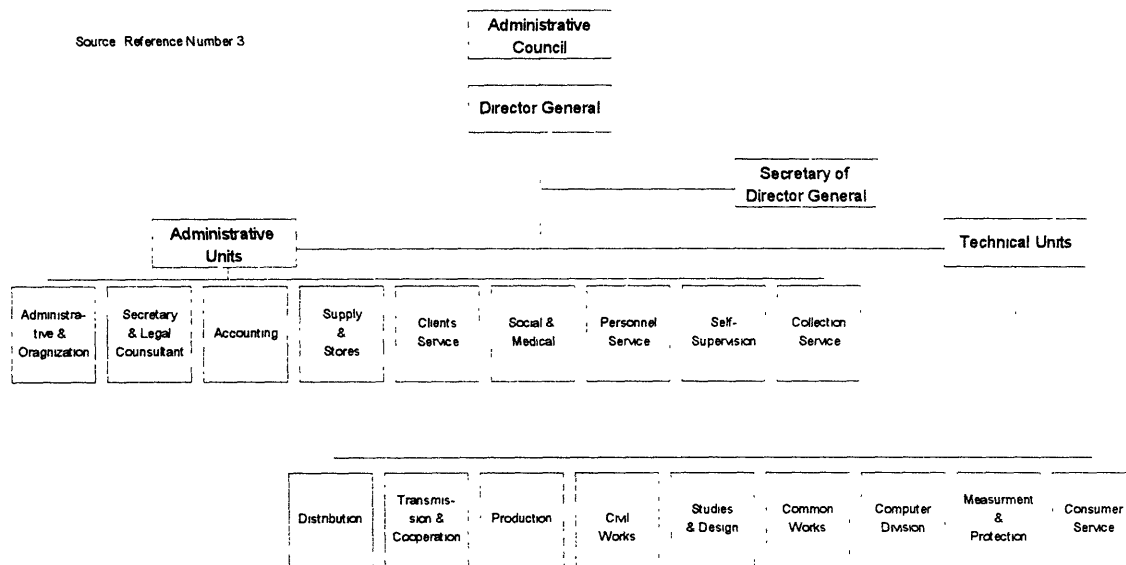 Source Reference Number 3
Administrative
Council
Director General
Secretary of
Director General
Administrative
Units
Technical Units
Administra-
tive &
Oragnization
Secretary
& Legal
Counsultant
Accounting
Supply
&
Stores
Clients
Service
Social &
Medical
Personnel
Service
Self-
Supervision
Collection
Service
Distribution
Transmis-
sion &
Cooperation
Production
Civil
Works
Studies
& Design
Common
Works
Computer
Division
Measurment
&
Protection
Consumer
Service